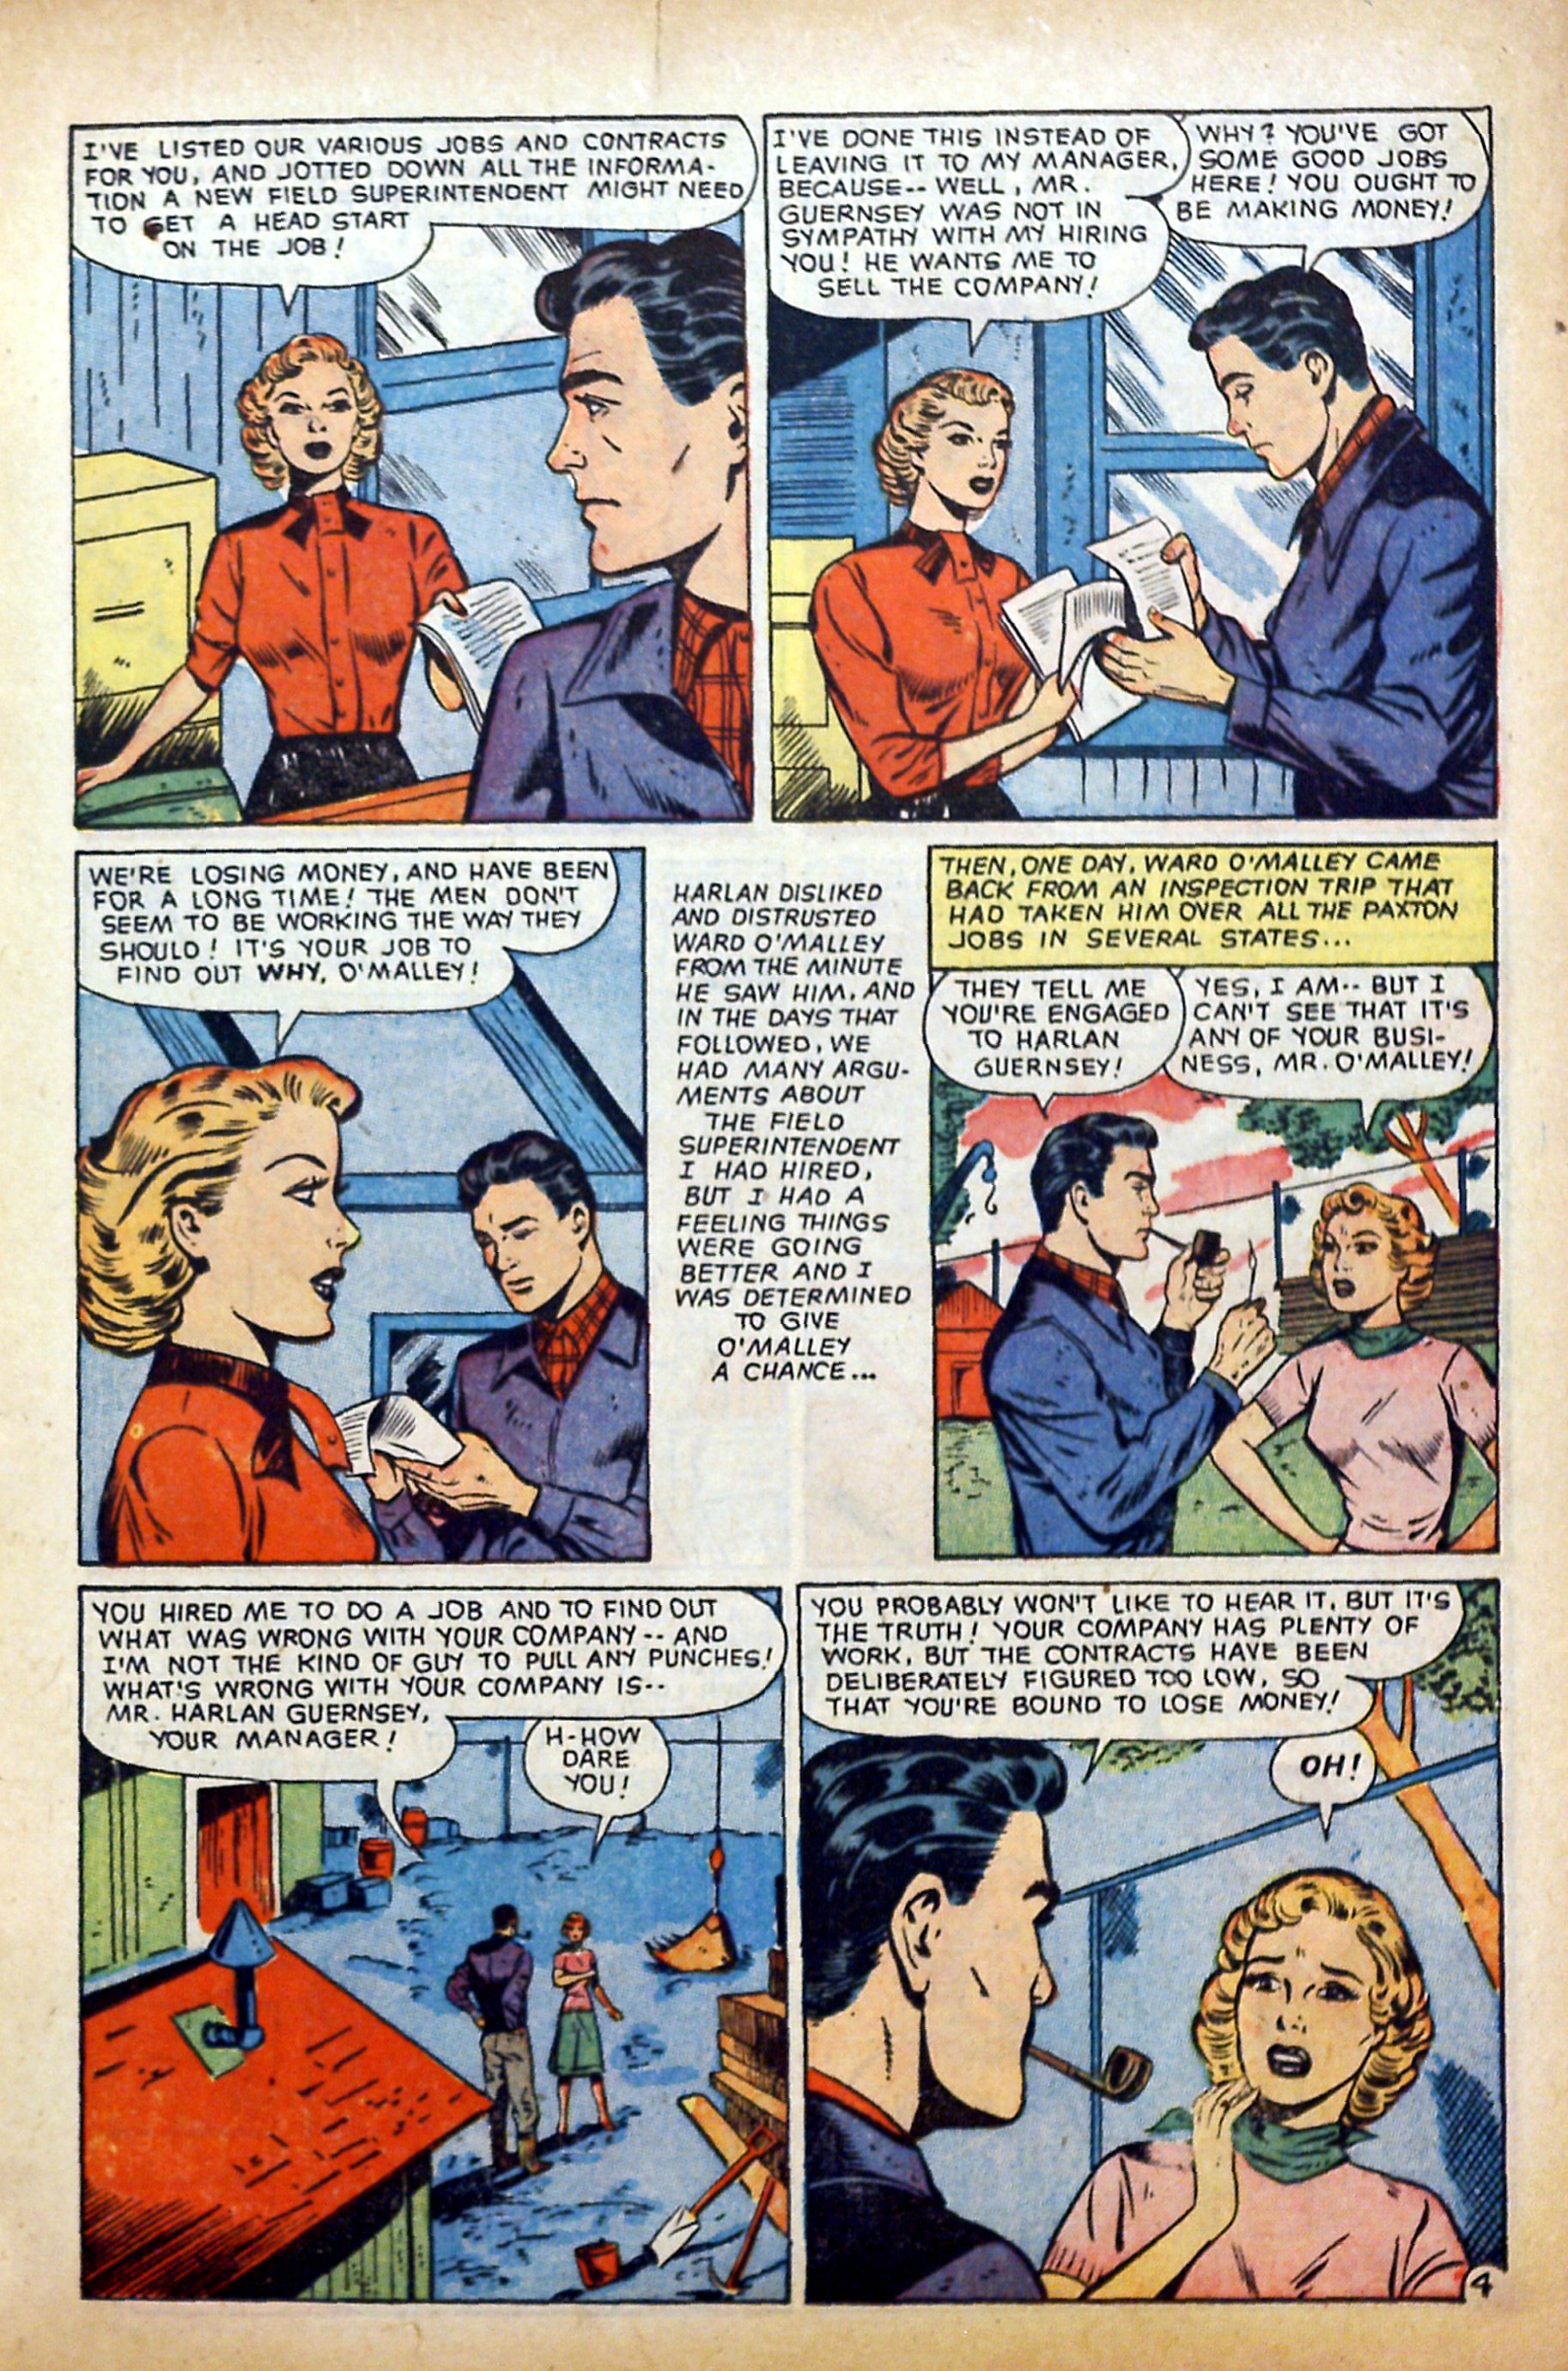 I'VE LISTED OUR VARIOUS JOBS AND CONTRACTS
FOR YOU, AND JOTTED DOWN ALL THE INFORMA-
TION A NEW FIELD SUPERINTENDENT MIGHT NEED
TO GET A HEAD START
ON THE JOB!
I'VE DONE THIS INSTEAD OF
LEAVING IT TO MY MANAGER,
BECAUSE-- WELL, MR.
GUERNSEY WAS NOT IN
SYMPATHY WITH MY HIRING
YOU! HE WANTS ME TO
SELL THE COMPANY!
WHY? YOU'VE GOT
SOME GOOD JOBS
HERE! YOU OUGHT TO
BE MAKING MONEY!
WE'RE LOSING MONEY, AND HAVE BEEN
FOR A LONG TIME! THE MEN DON'T
SEEM TO BE WORKING THE WAY THEY
SHOULD! IT'S YOUR JOB TO
FIND OUT WHY, O'MALLEY!
HARLAN DISLIKED
AND DISTRUSTED
WARD O'MALLEY
FROM THE MINUTE
HE SAW HIM, AND
IN THE DAYS THAT
FOLLOWED, WE
HAD MANY ARGU-
MENTS ABOUT
THE FIELD
SUPERINTENDENT
I HAD HIRED,
BUT I HAD A
FEELING THINGS
WERE GOING
BETTER AND I
WAS DETERMINED
TO GIVE
O'MALLEY
A CHANCE...
THEN, ONE DAY, WARD O'MALLEY CAME
BACK FROM AN INSPECTION TRIP THAT
HAD TAKEN HIM OVER ALL THE PAXTON
JOBS IN SEVERAL STATES...
THEY TELL ME
YOU'RE ENGAGED
TO HARLAN
GUERNSEY!
YES, I AM-- BUT I
CAN'T SEE THAT IT'S
ANY OF YOUR BUSI-
NESS, MR. O'MALLEY!
YOU HIRED ME TO DO A JOB AND TO FIND OUT
WHAT WAS WRONG WITH YOUR COMPANY-- AND
I'M NOT THE KIND OF GUY TO PULL ANY PUNCHES!
WHAT'S WRONG WITH YOUR COMPANY IS--
MR. HARLAN GUERNSEY,
YOUR MANAGER!
H-HOW
DARE
YOU!
YOU PROBABLY WON'T LIKE TO HEAR IT, BUT IT'S
THE TRUTH! YOUR COMPANY HAS PLENTY OF
WORK, BUT THE CONTRACTS HAVE BEEN
DELIBERATELY FIGURED TOO LOW, SO
THAT YOU'RE BOUND TO LOSE MONEY!
OH!
4